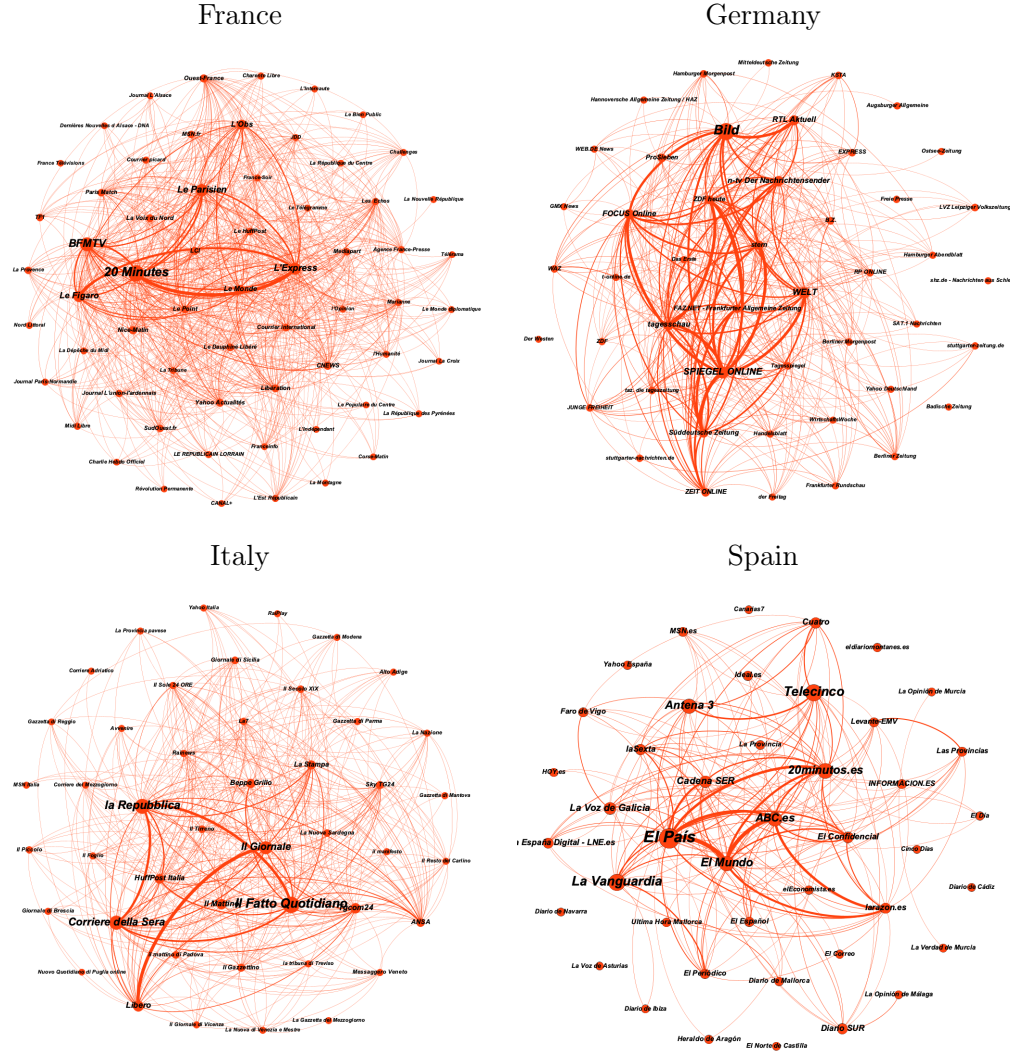 France
Germany
Ouest-France
Charente Libre
L'Internaute
Journal L'Alsace
Le Bien Public
L'Obs
Dernières Nouvelles d'Alsace - DNA
MSN.fr
JDD
Challenges
France Télévisions
Courrier picard
La République du Centre
France-Soir
Paris Match
Le Parisien
Les Echos
La Nouvelle République
TF1
La Voix du Nord
Le Télégramme
Le HuffPost
BFMTV
LCI
Mediapart
Agence France-Presse
Télérama
La Provence
20 Minutes
L'Express
Le Figaro
Le Monde
Marianne
Le Point
l'Opinion
Le Monde diplomatique
Nord Littoral
Nice-Matin
Courrier international
La Dépêche du Midi
Le Dauphiné Libéré
l'Humanité
Journal La Croix
La Tribune
CNEWS
Journal Paris-Normandie
Journal L'union-l'ardennais
Libération
Yahoo Actualités
Le Populaire du Centre
La République des Pyrénées
Midi Libre
SudOuest.fr
L'Indépendant
Franceinfo
Charlie Hebdo Officiel
LE REPUBLICAIN LORRAIN
Corse-Matin
Révolution Permanente
La Montagne
CANAL+
L'Est Républicain
Mitteldeutsche Zeitung
Hamburger Morgenpost
KSTA
Hannoversche Allgemeine Zeitung / HAZ
Augsburger Allgemeine
Bild
RTL Aktuell
WEB.DE News
ProSieben
EXPRESS
Ostsee-Zeitung
n-tv Der Nachrichtensender
GMX News
FOCUS Online
ZDF heute
Freie Presse
LVZ Leipziger Volkszeitung
B.Z.
stern
Hamburger Abendblatt
WAZ
t-online.de
Das Erste
RP ONLINE
shz.de - Nachrichten aus Schle
WELT
FAZ.NET - Frankfurter Allgemeine Zeitung
tagesschau
SAT.1 Nachrichten
Der Westen
ZDF
Berliner Morgenpost
stuttgarter-zeitung.de
SPIEGEL ONLINE
Tagesspiegel
taz. die tageszeitung
Yahoo Deutschland
JUNGE FREIHEIT
Badische Zeitung
WirtschaftsWoche
Süddeutsche Zeitung
Handelsblatt
stuttgarter-nachrichten.de
Berliner Zeitung
ZEIT ONLINE
der Freitag
Frankfurter Rundschau
Italy
Spain
Yahoo Italia
RaiPlay
La Provincia pavese
Gazzetta di Modena
Corriere Adriatico
Giornale di Sicilia
Alto Adige
Il Sole 24 ORE
Il Secolo XIX
Gazzetta di Reggio
La7
Gazzetta di Parma
Avvenire
La Nazione
Rainews
La Stampa
MSN Italia
Corriere del Mezzogiorno
Beppe Grillo
Sky TG24
Gazzetta di Mantova
la Repubblica
Il Tirreno
La Nuova Sardegna
Il Piccolo
Il Foglio
Il Giornale
il manifesto
Il Resto del Carlino
HuffPost Italia
Giornale di Brescia
Il Mattino
Il Fatto Quotidiano
Tgcom24
Corriere della Sera
ANSA
Il mattino di Padova
Nuovo Quotidiano di Puglia online
Il Gazzettino
la tribuna di Treviso
Messaggero Veneto
Libero
Il Giornale di Vicenza
La Gazzetta del Mezzogiorno
La Nuova di Venezia e Mestre
Canarias7
Cuatro
MSN.es
eldiariomontanes.es
Yahoo España
Ideal.es
Telecinco
La Opinión de Murcia
Faro de Vigo
Antena 3
Levante-EMV
laSexta
La Provincia
Las Provincias
HOY.es
Cadena SER
20minutos.es
INFORMACION.ES
La Voz de Galicia
ABC.es
El Día
n España Digital - LNE.es
El País
El Confidencial
Cinco Días
El Mundo
La Vanguardia
elEconomista.es
Diario de Cádiz
Diario de Navarra
Ultima Hora Mallorca
El Español
larazon.es
El Correo
La Verdad de Murcia
La Voz de Asturias
El Periódico
Diario de Mallorca
La Opinión de Málaga
Diario de Ibiza
Diario SUR
Heraldo de Aragón
El Norte de Castilla